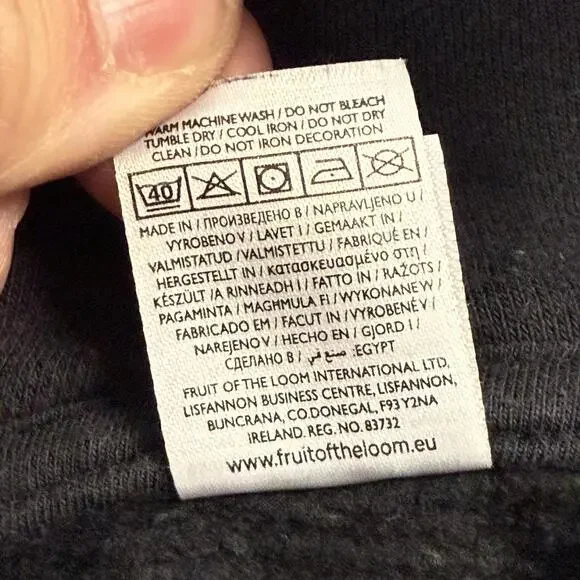 WARM MACHINE WASH / DO NOT BLEACH
TUMBLE DRY / COOL IRON / DO NOT DRY
CLEAN / DO NOT IRON DECORATION
40
MADE IN / ПРОИЗВЕДЕНО В / NAPRAVLJENO U /
VYROBENO V / LAVET I / GEMAAKT IN /
VALMISTATUD / VALMISTETTU / FABRIQUÉ EN /
HERGESTELLT IN / κατασκευασμένο στη /
KÉSZÜLT / A RINNEADH I / FATTO IN / RAŽOTS /
PAGAMINTA / MAGHMULA FI / WYKONANE W /
FABRICADO EM / FACUT IN / VYROBENÉ V /
NAREJENO V / HECHO EN / GJORD I /
СДЕЛАНО В / صنع في :EGYPT
FRUIT OF THE LOOM INTERNATIONAL LTD,
LISFANNON BUSINESS CENTRE, LISFANNON,
BUNCRANA, CO.DONEGAL, F93 Y2NA
IRELAND. REG. NO. 83732
www.fruitoftheloom.eu